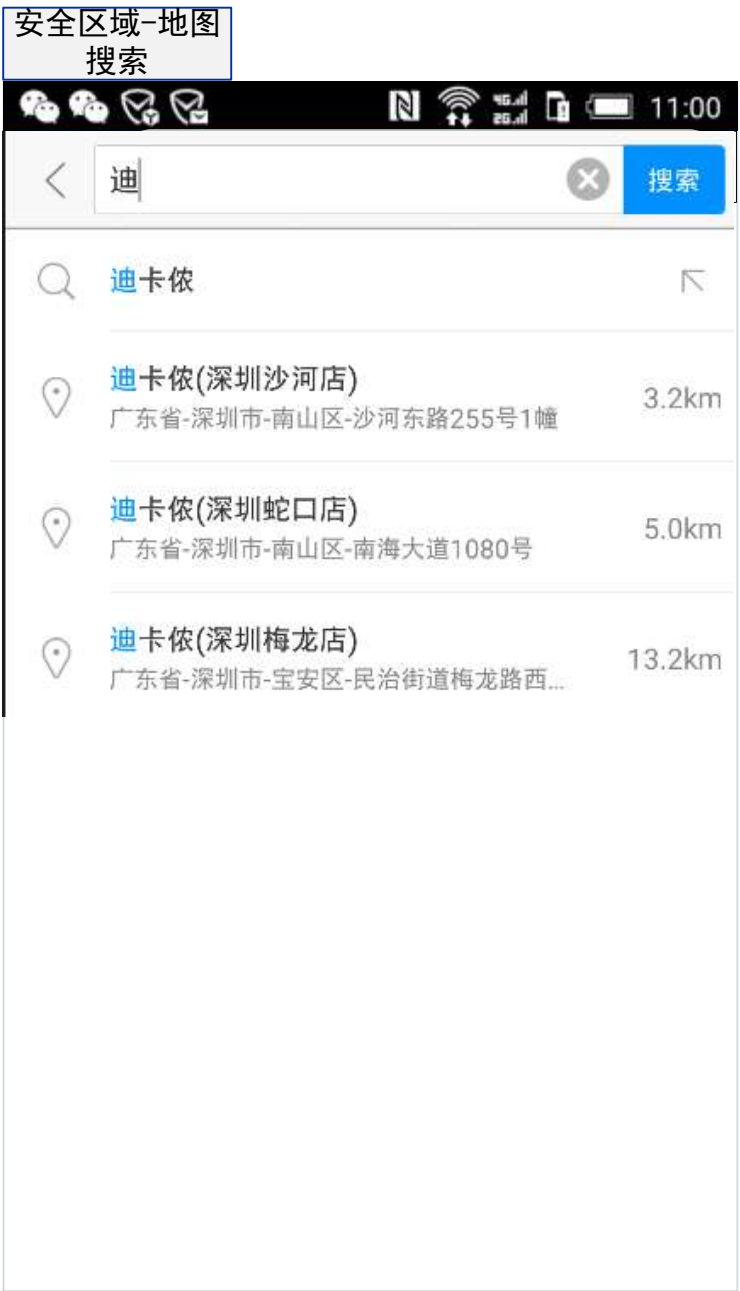 安全区域-地图
搜索
4G 2G 11:00
迪 搜索
迪卡侬
迪卡侬(深圳沙河店)
广东省-深圳市-南山区-沙河东路255号1幢
3.2km
迪卡侬(深圳蛇口店)
广东省-深圳市-南山区-南海大道1080号
5.0km
迪卡侬(深圳梅龙店)
广东省-深圳市-宝安区-民治街道梅龙路西...
13.2km